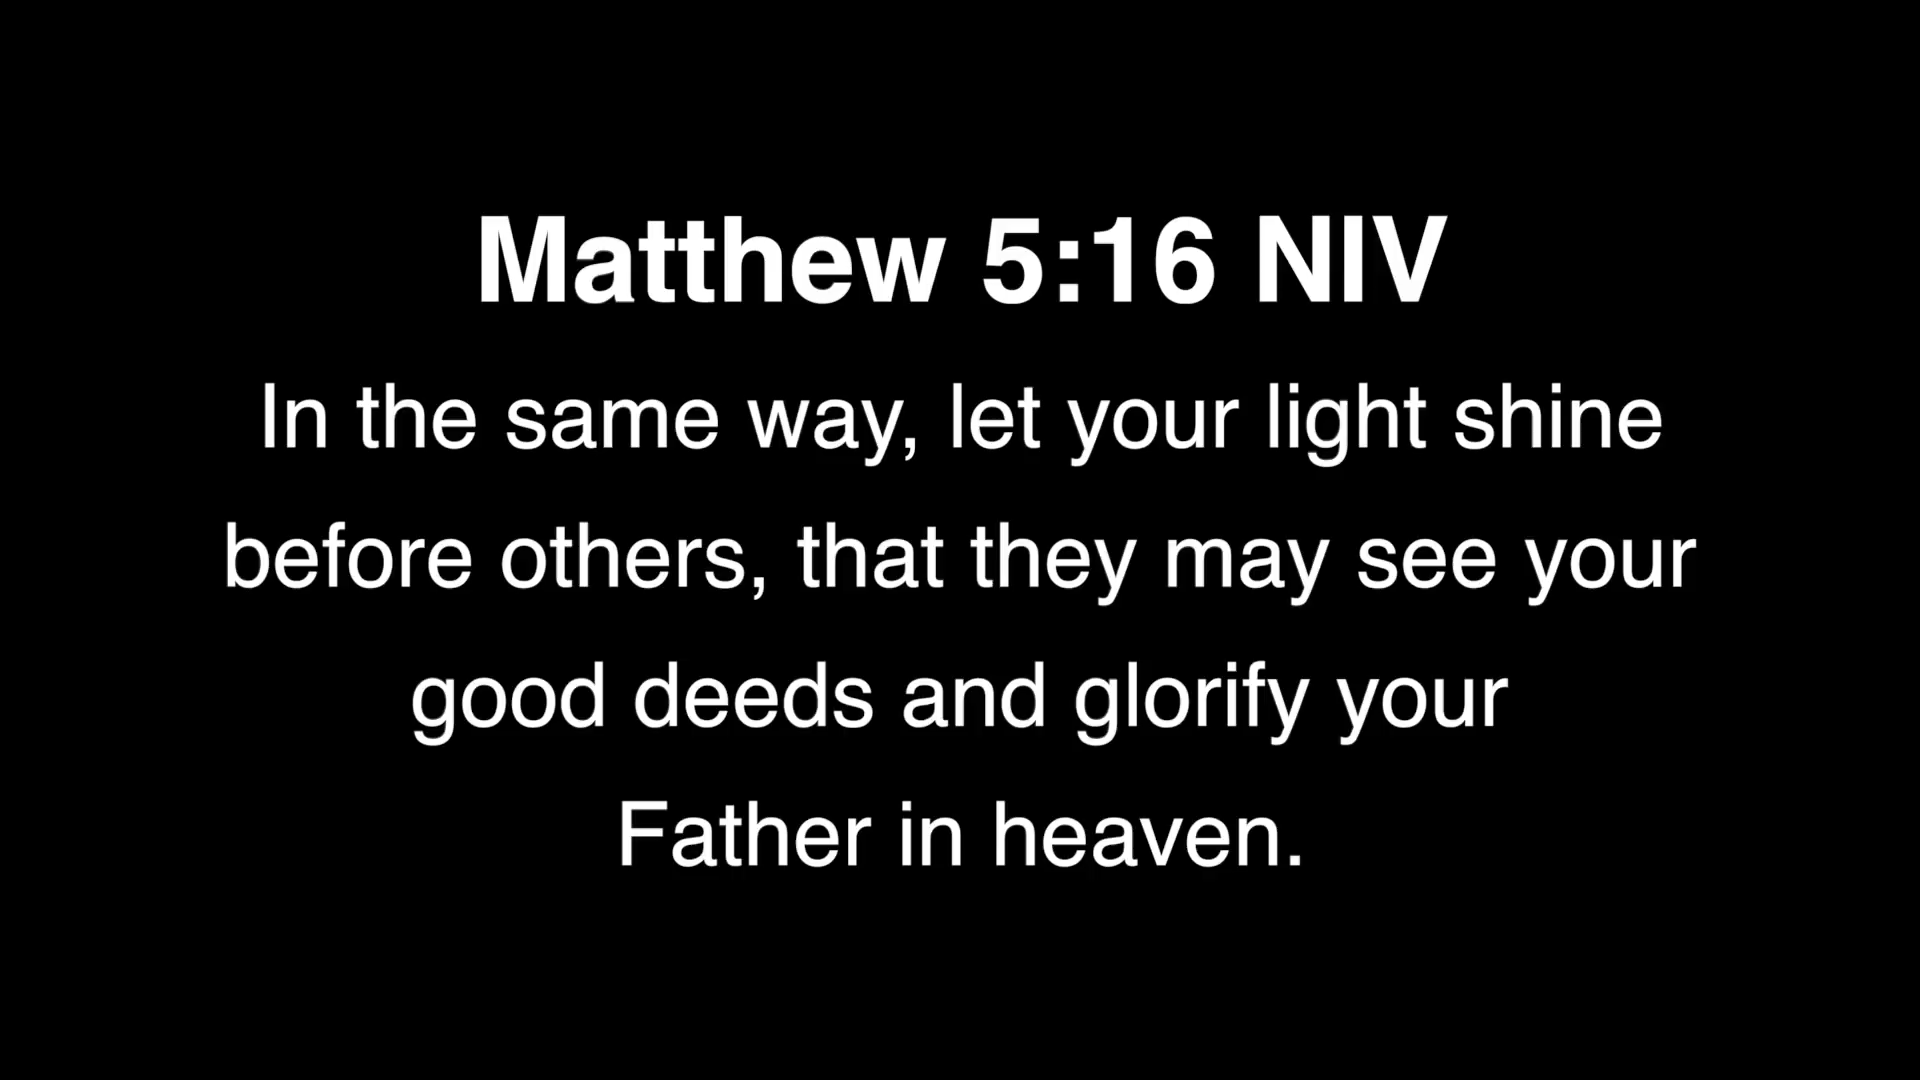 Matthew 5:16 NIV
In the same way, let your light shine
before others, that they may see your
good deeds and glorify your
Father in heaven.